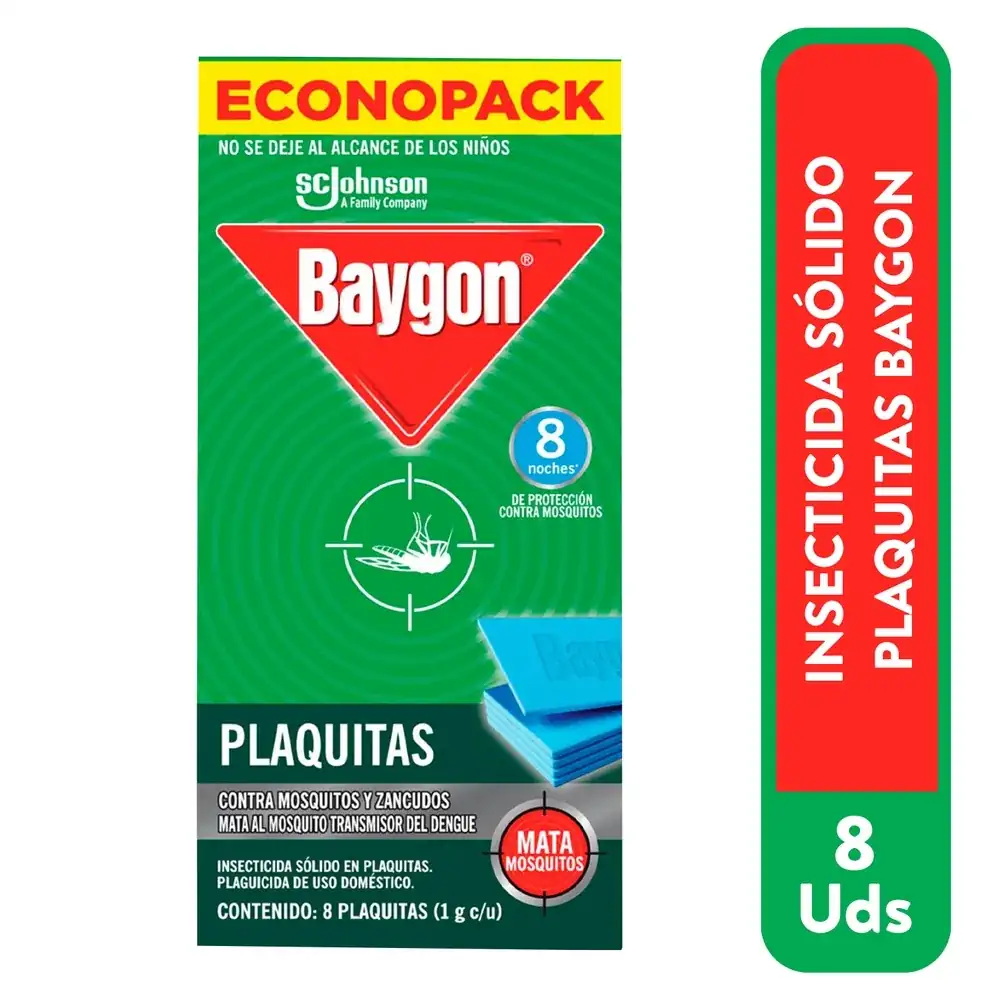 ECONOPACK
NO SE DEJE AL ALCANCE DE LOS NIÑOS
SCJohnson
A Family Company
Baygon®
8
noches*
DE PROTECCIÓN
CONTRA MOSQUITOS
Baygon
PLAQUITAS
CONTRA MOSQUITOS Y ZANCUDOS
MATA AL MOSQUITO TRANSMISOR DEL DENGUE
MATA
MOSQUITOS
INSECTICIDA SÓLIDO EN PLAQUITAS.
PLAGUICIDA DE USO DOMÉSTICO.
CONTENIDO: 8 PLAQUITAS (1 g c/u)
INSECTICIDA SÓLIDO
PLAQUITAS BAYGON
8
Uds